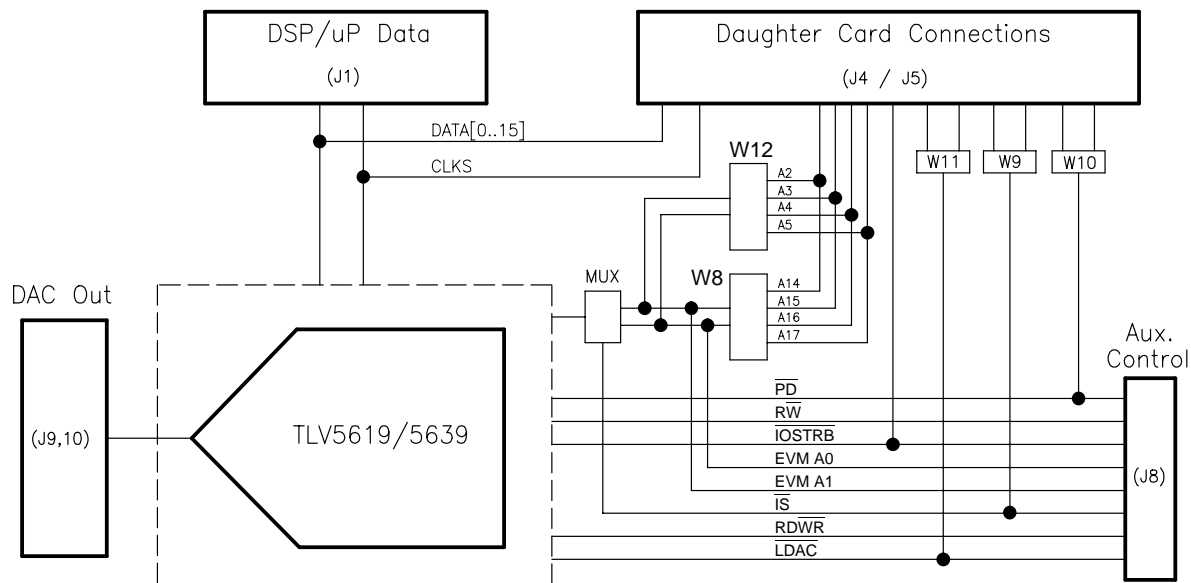 DSP/uP Data
(J1)
Daughter Card Connections
(J4 / J5)
DATA[0..15]
CLKS
W12
W11
W9
W10
A2
A3
A4
A5
MUX
W8
A14
A15
A16
A17
DAC Out
(J9,10)
TLV5619/5639
Aux.
Control
(J8)
PD
RW
IOSTRB
EVM A0
EVM A1
IS
RDWR
LDAC